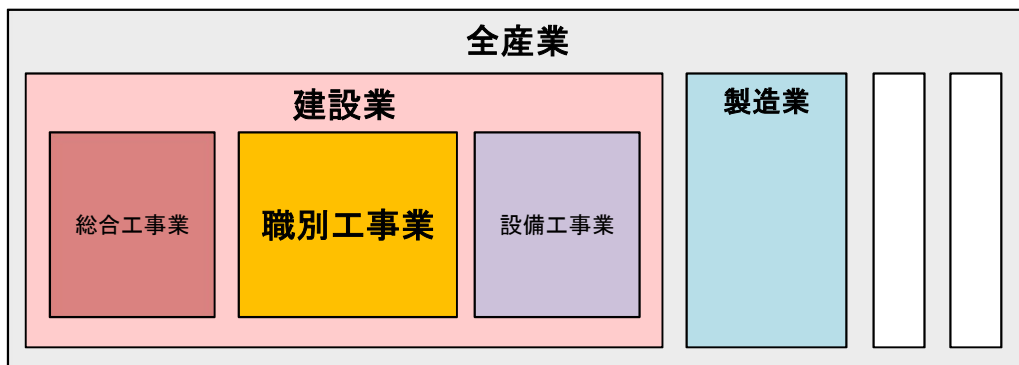 全産業
建設業
製造業
総合工事業
職別工事業
設備工事業